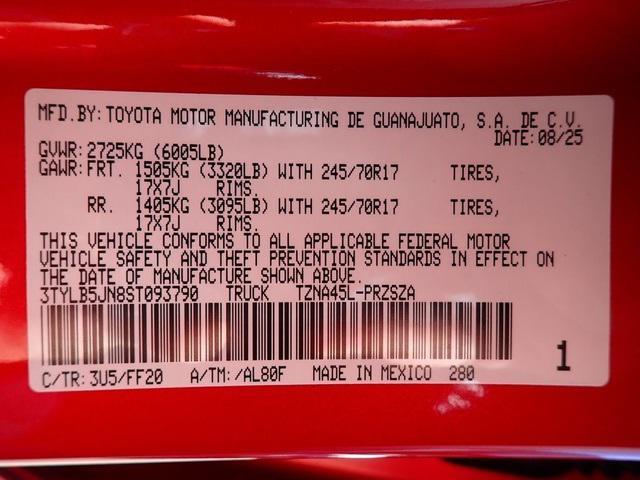 MFD.BY: TOYOTA MOTOR MANUFACTURING DE GUANAJUATO, S.A. DE C.V.
DATE: 08/25
GVWR: 2725KG (6005LB)
GAWR: FRT. 1505KG (3320LB) WITH 245/70R17 TIRES,
17X7J RIMS.
RR. 1405KG (3095LB) WITH 245/70R17 TIRES,
17X7J RIMS.
THIS VEHICLE CONFORMS TO ALL APPLICABLE FEDERAL MOTOR
VEHICLE SAFETY AND THEFT PREVENTION STANDARDS IN EFFECT ON
THE DATE OF MANUFACTURE SHOWN ABOVE.
3TYLB5JN8ST093790 TRUCK TZNA45L-PRZSZA
1
C/TR: 3U5/FF20 A/TM: /AL80F MADE IN MEXICO 280